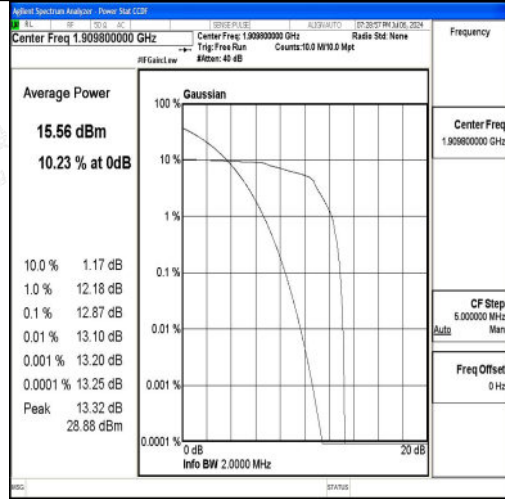 Agilent Spectrum Analyzer - Power Stat CCDF
RL RF 50 Ω AC SENSE:PULSE ALIGNAUTO 07:28:57 PM Jul 06, 2024
Center Freq 1.909800000 GHz
Center Freq: 1.909800000 GHz
Radio Std: None
Trig: Free Run
Counts:10.0 M/10.0 Mpt
#IFGain:Low
#Atten: 40 dB
Frequency
Average Power
15.56 dBm
10.23 % at 0dB
10.0 % 1.17 dB
1.0 % 12.18 dB
0.1 % 12.87 dB
0.01 % 13.10 dB
0.001 % 13.20 dB
0.0001 % 13.25 dB
Peak 13.32 dB
28.88 dBm
Gaussian
100 %
10 %
1 %
0.1 %
0.01 %
0.001 %
0.0001 %
0 dB
20 dB
Info BW 2.0000 MHz
Center Freq
1.909800000 GHz
CF Step
5.000000 MHz
Auto Man
Freq Offset
0 Hz
MSG
STATUS